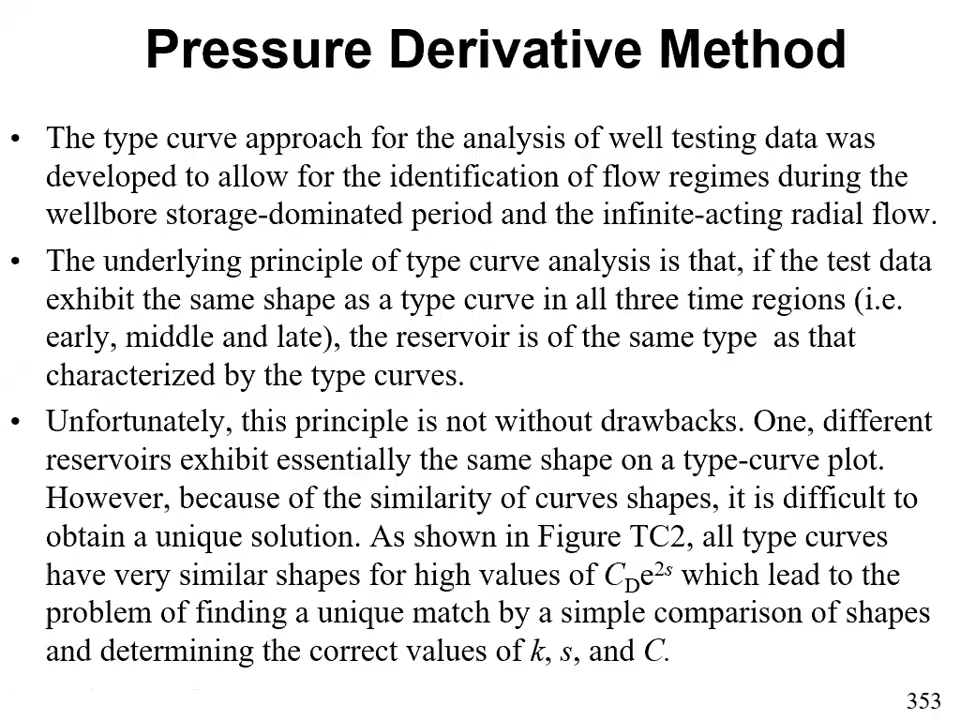 Pressure Derivative Method
• The type curve approach for the analysis of well testing data was
developed to allow for the identification of flow regimes during the
wellbore storage-dominated period and the infinite-acting radial flow.
• The underlying principle of type curve analysis is that, if the test data
exhibit the same shape as a type curve in all three time regions (i.e.
early, middle and late), the reservoir is of the same type  as that
characterized by the type curves.
• Unfortunately, this principle is not without drawbacks. One, different
reservoirs exhibit essentially the same shape on a type-curve plot.
However, because of the similarity of curves shapes, it is difficult to
obtain a unique solution. As shown in Figure TC2, all type curves
have very similar shapes for high values of C_De^2s which lead to the
problem of finding a unique match by a simple comparison of shapes
and determining the correct values of k, s, and C.
353